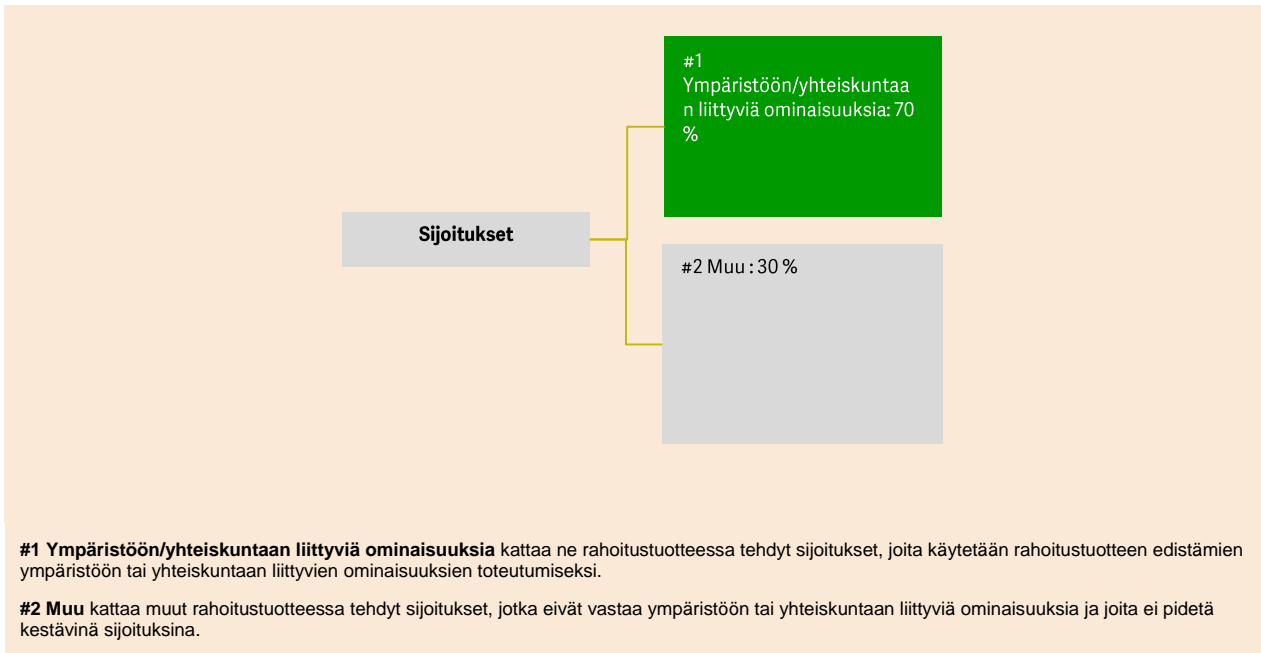 #1
Ympäristöön/yhteiskuntaa
n liittyviä ominaisuuksia: 70
%
Sijoitukset
#2 Muu : 30 %
#1 Ympäristöön/yhteiskuntaan liittyviä ominaisuuksia kattaa ne rahoitustuotteessa tehdyt sijoitukset, joita käytetään rahoitustuotteen edistämien
ympäristöön tai yhteiskuntaan liittyvien ominaisuuksien toteutumiseksi.
#2 Muu kattaa muut rahoitustuotteessa tehdyt sijoitukset, jotka eivät vastaa ympäristöön tai yhteiskuntaan liittyviä ominaisuuksia ja joita ei pidetä
kestävinä sijoituksina.